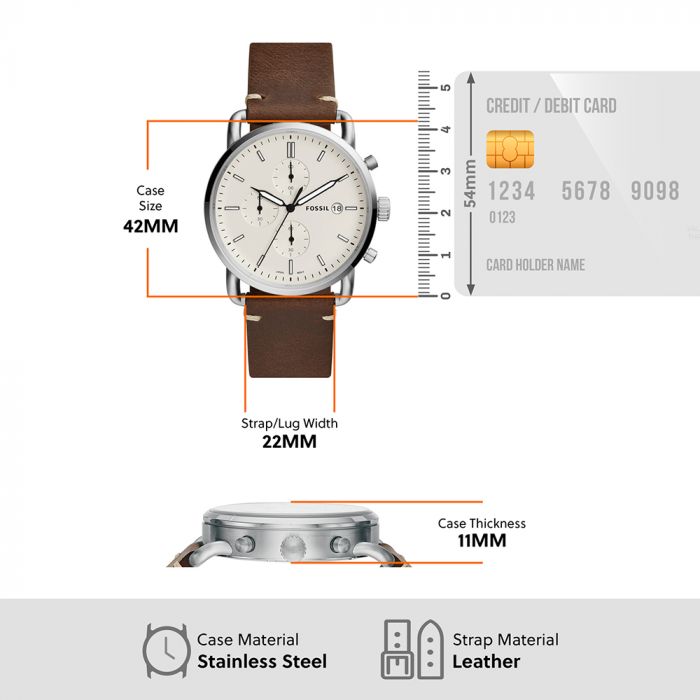 Case
Size
42MM
FOSSIL
18
5
4
3
2
1
0
54mm
CREDIT / DEBIT CARD
1234 5678 9098
0123
CARD HOLDER NAME
Strap/Lug Width
22MM
Case Thickness
11MM
Case Material
Stainless Steel
Strap Material
Leather